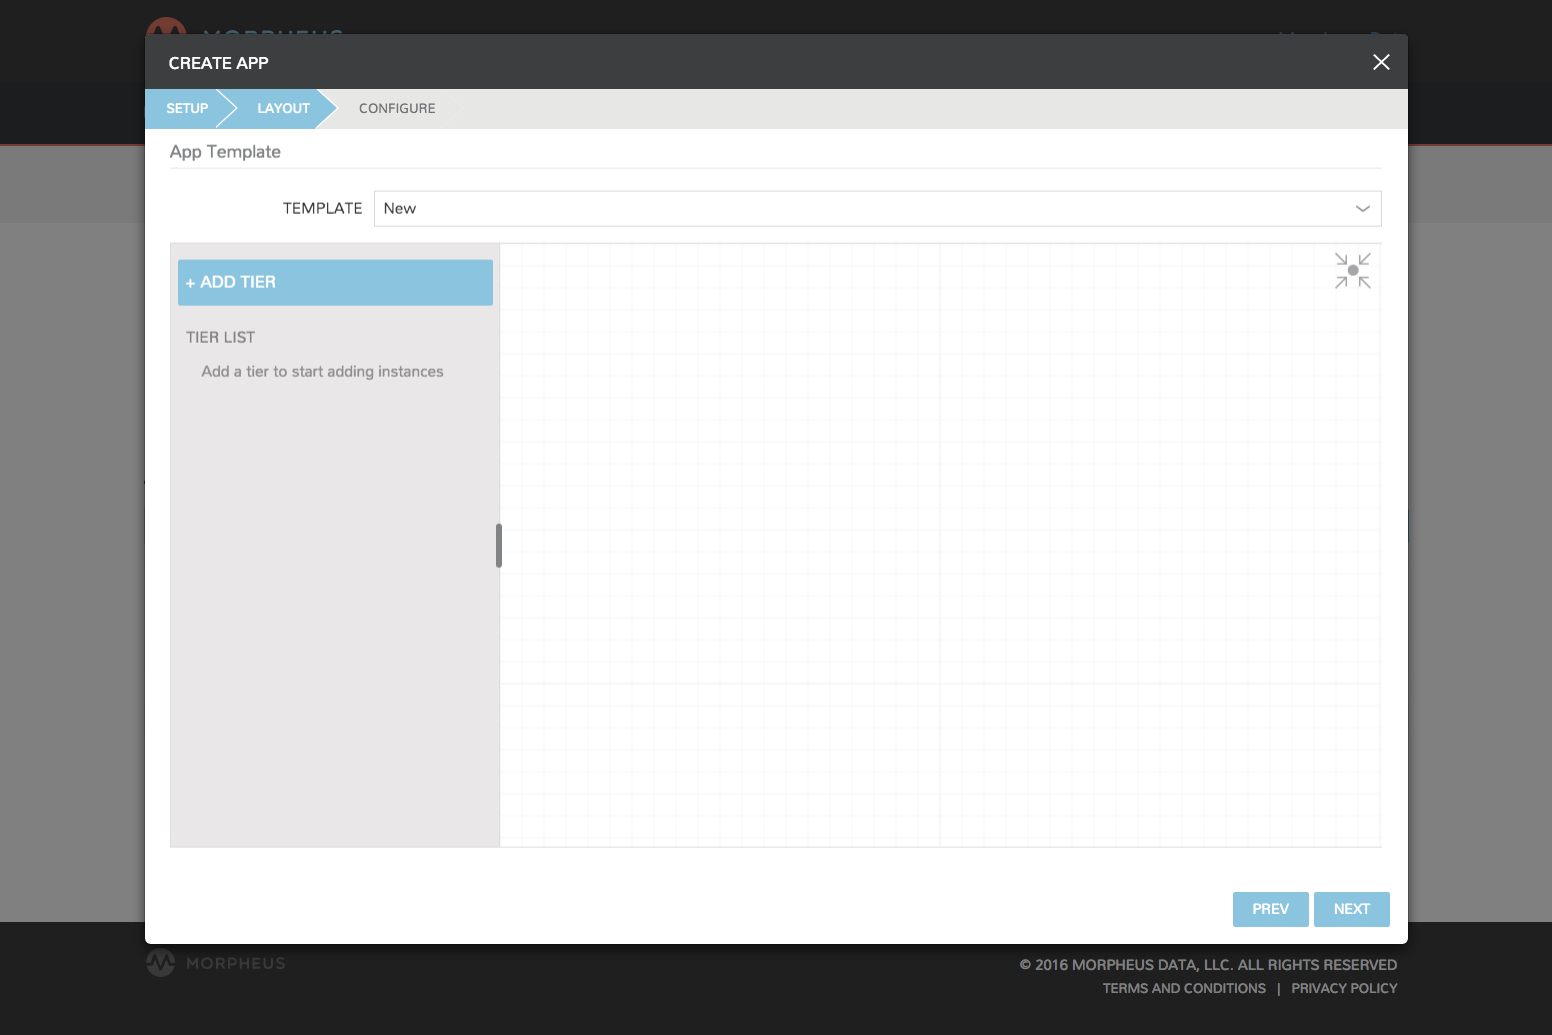 MORPHEUS
CREATE APP
SETUP
LAYOUT
CONFIGURE
App Template
TEMPLATE New
+ ADD TIER
TIER LIST
Add a tier to start adding instances
PREV
NEXT
MORPHEUS
© 2016 MORPHEUS DATA, LLC. ALL RIGHTS RESERVED
TERMS AND CONDITIONS | PRIVACY POLICY